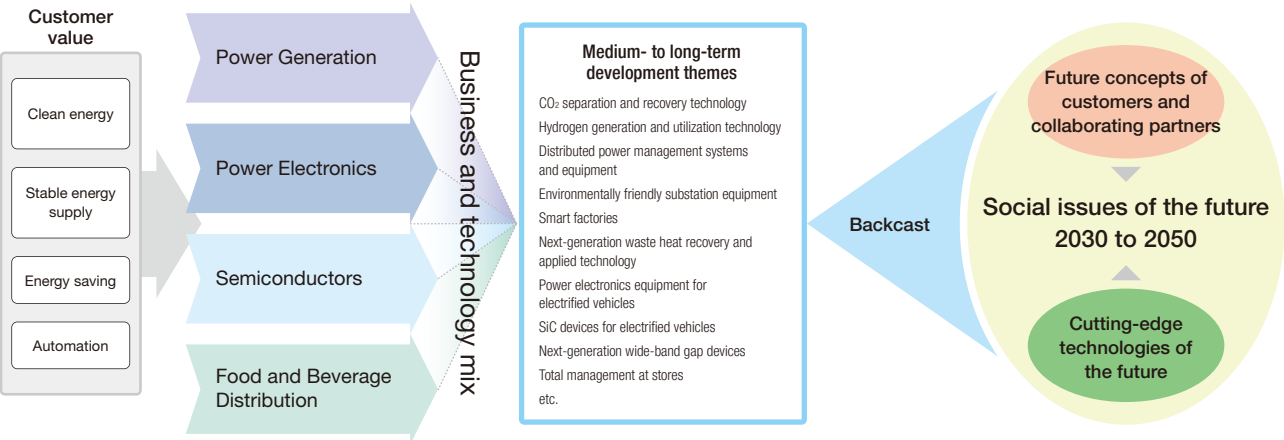 Customer
value
Clean energy
Stable energy
supply
Energy saving
Automation
Power Generation
Power Electronics
Semiconductors
Food and Beverage
Distribution
Business and technology mix
Medium- to long-term
development themes
CO₂ separation and recovery technology
Hydrogen generation and utilization technology
Distributed power management systems
and equipment
Environmentally friendly substation equipment
Smart factories
Next-generation waste heat recovery and
applied technology
Power electronics equipment for
electrified vehicles
SiC devices for electrified vehicles
Next-generation wide-band gap devices
Total management at stores
etc.
Backcast
Future concepts of
customers and
collaborating partners
Social issues of the future
2030 to 2050
Cutting-edge
technologies of
the future